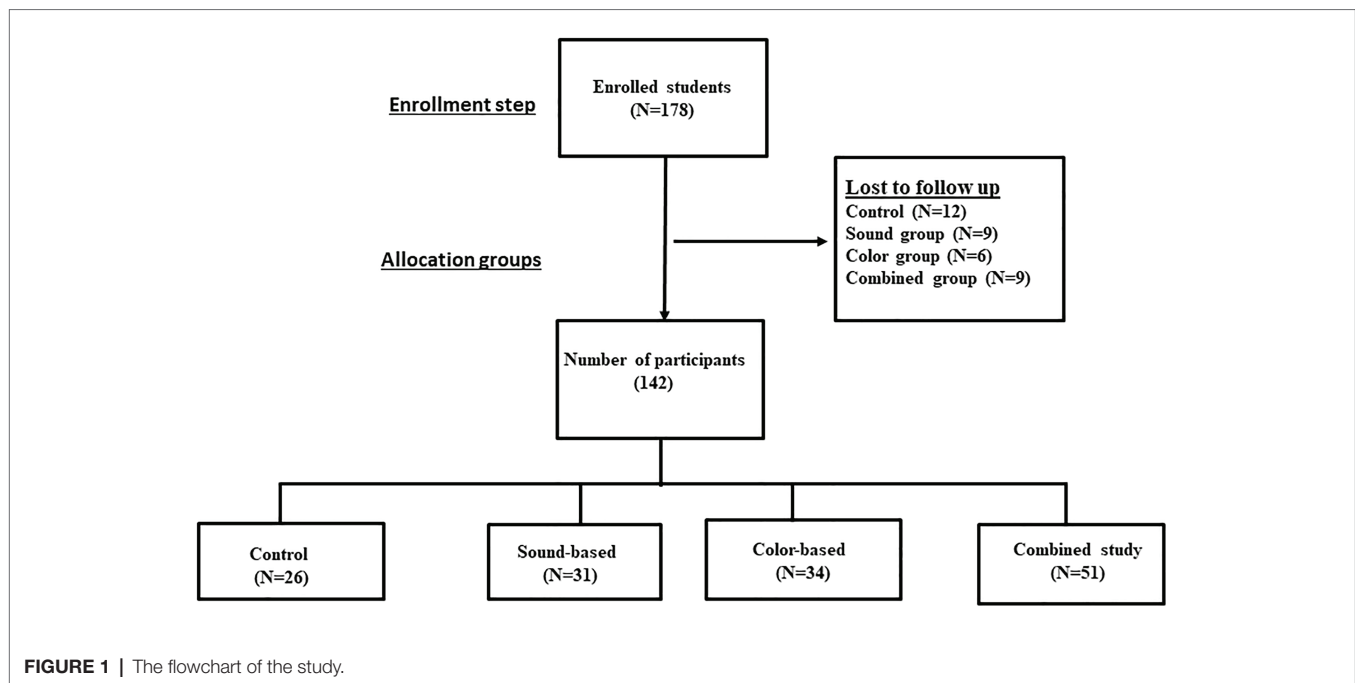 Enrolled students
(N=178)
Enrollment step
Lost to follow up
Control (N=12)
Sound group (N=9)
Color group (N=6)
Combined group (N=9)
Allocation groups
Number of participants
(142)
Control
(N=26)
Sound-based
(N=31)
Color-based
(N=34)
Combined study
(N=51)
FIGURE 1 | The flowchart of the study.